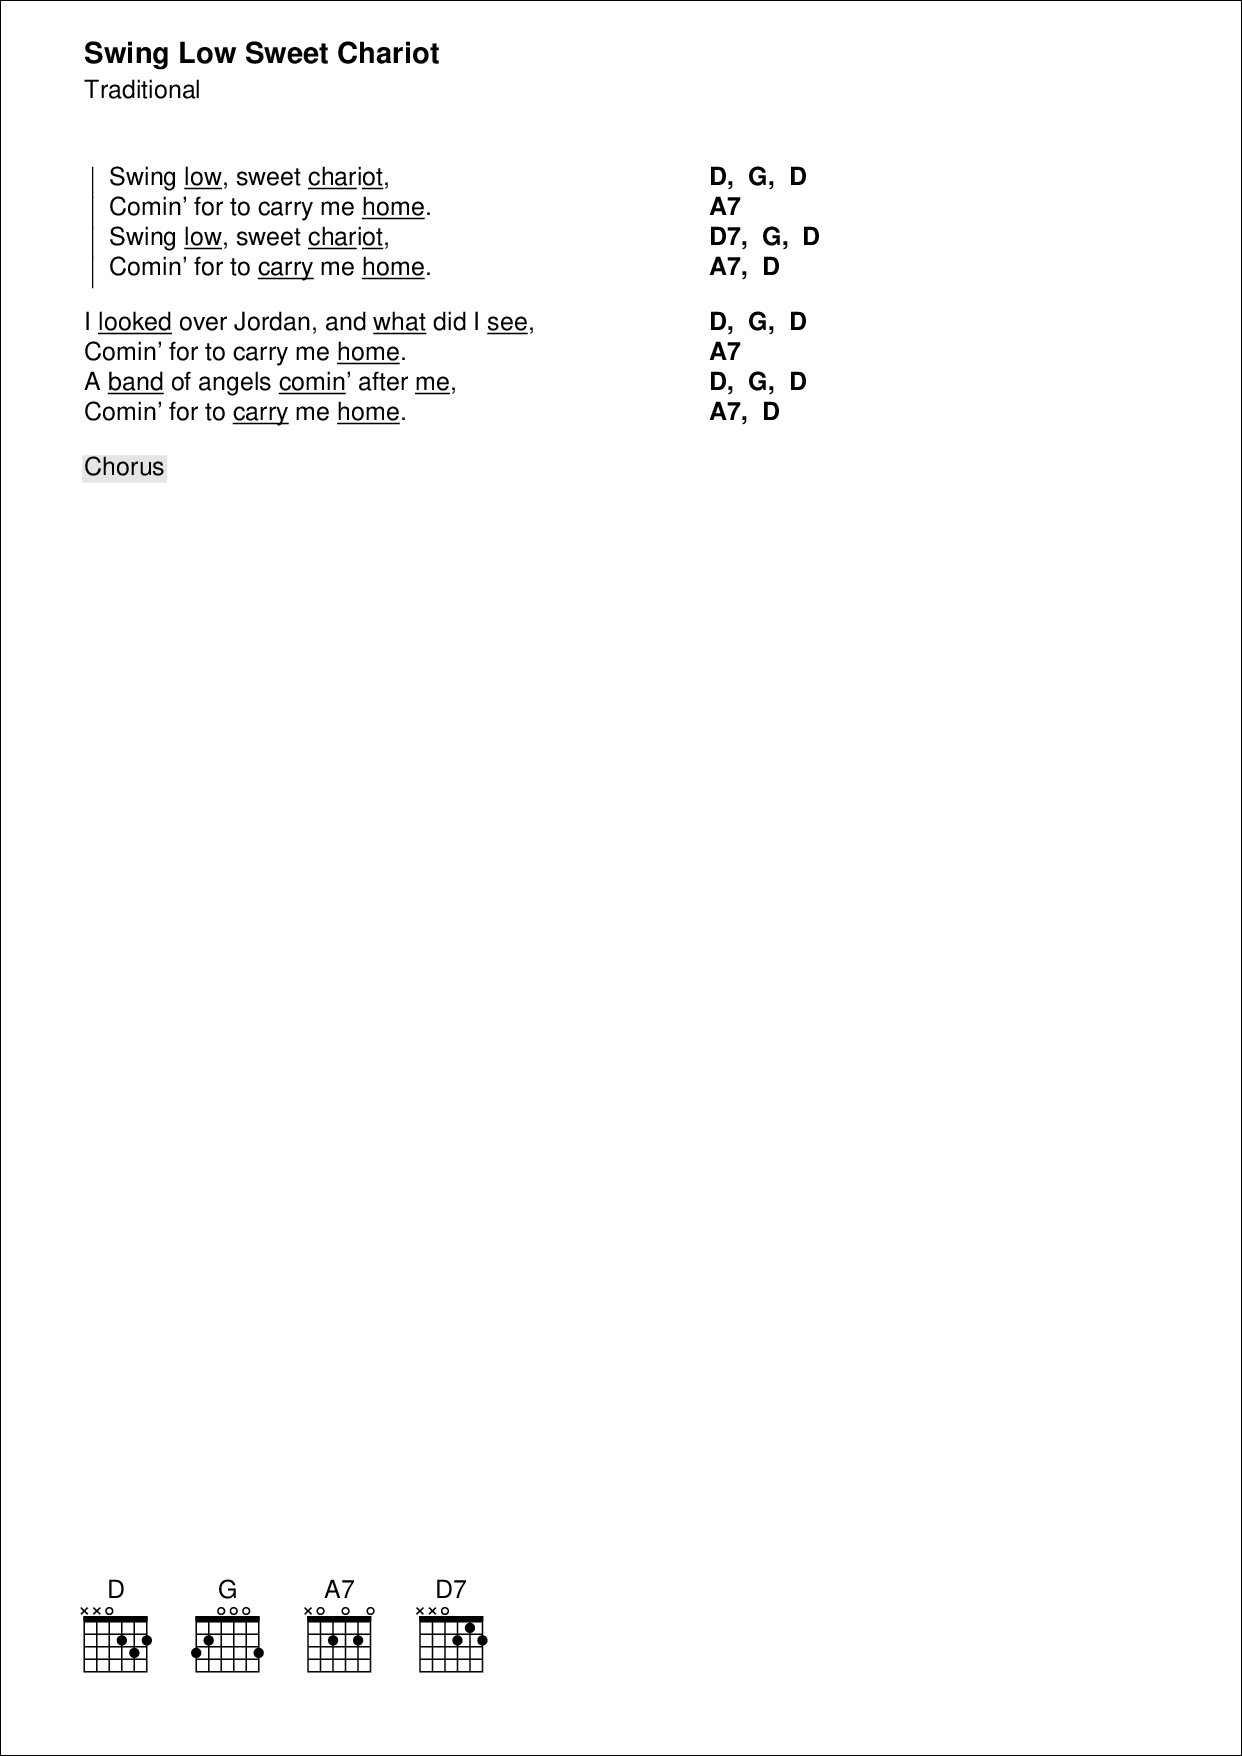 Swing Low Sweet Chariot
Traditional
Swing low, sweet chariot, D, G, D
Comin’ for to carry me home. A7
Swing low, sweet chariot, D7, G, D
Comin’ for to carry me home. A7, D
I looked over Jordan, and what did I see, D, G, D
Comin’ for to carry me home. A7
A band of angels comin’ after me, D, G, D
Comin’ for to carry me home. A7, D
Chorus
D G A7 D7